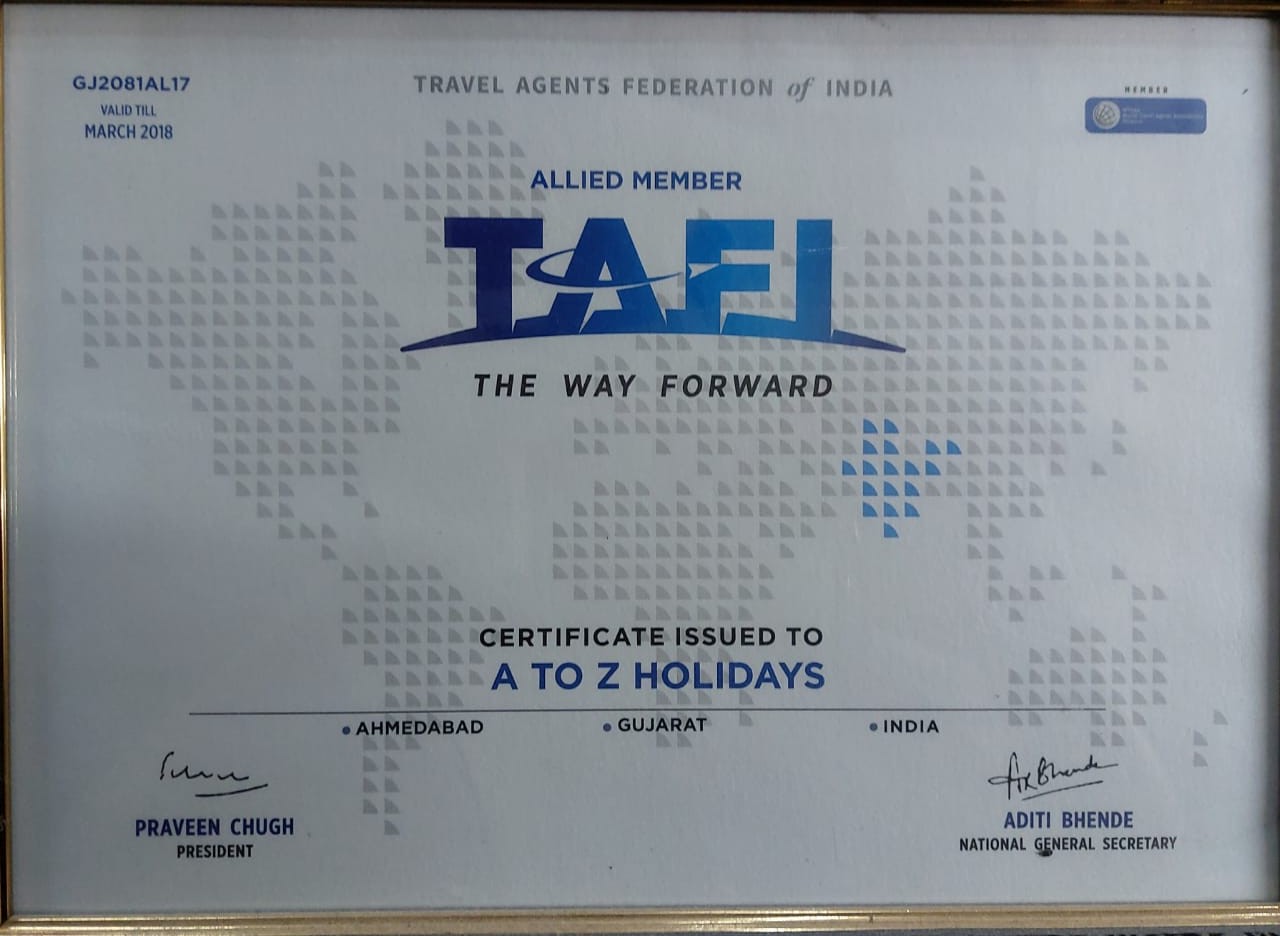 GJ2081AL17
VALID TILL
MARCH 2018
TRAVEL AGENTS FEDERATION of INDIA
MEMBER
ALLIED MEMBER
TAFI
THE WAY FORWARD
CERTIFICATE ISSUED TO
A TO Z HOLIDAYS
• AHMEDABAD • GUJARAT • INDIA
PRAVEEN CHUGH
PRESIDENT
ADITI BHENDE
NATIONAL GENERAL SECRETARY